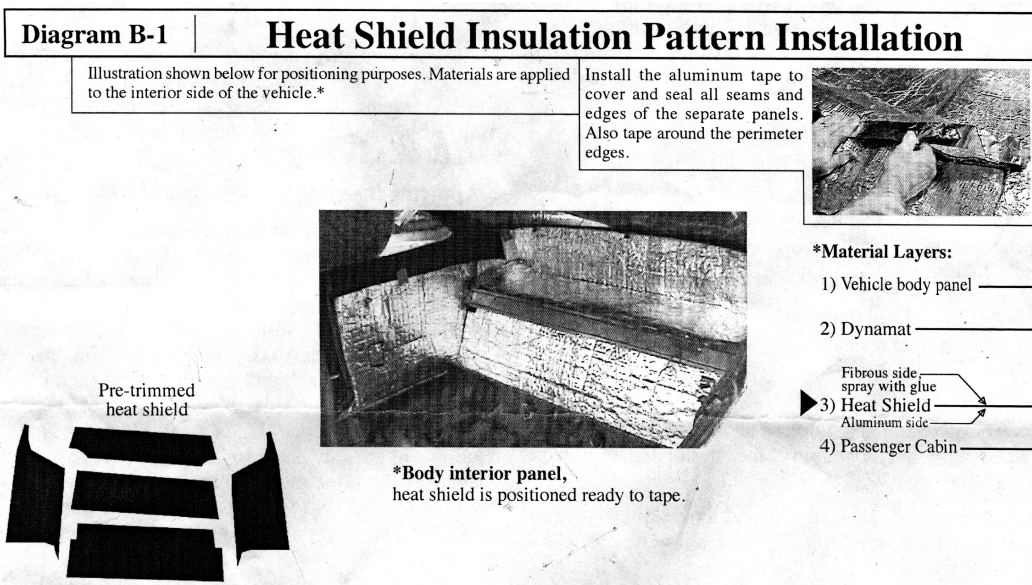 Diagram B-1
Heat Shield Insulation Pattern Installation
Illustration shown below for positioning purposes. Materials are applied
to the interior side of the vehicle.*
Install the aluminum tape to
cover and seal all seams and
edges of the separate panels.
Also tape around the perimeter
edges.
*Material Layers:
1) Vehicle body panel
2) Dynamat
Fibrous side,
spray with glue
3) Heat Shield
Aluminum side
4) Passenger Cabin
Pre-trimmed
heat shield
*Body interior panel,
heat shield is positioned ready to tape.